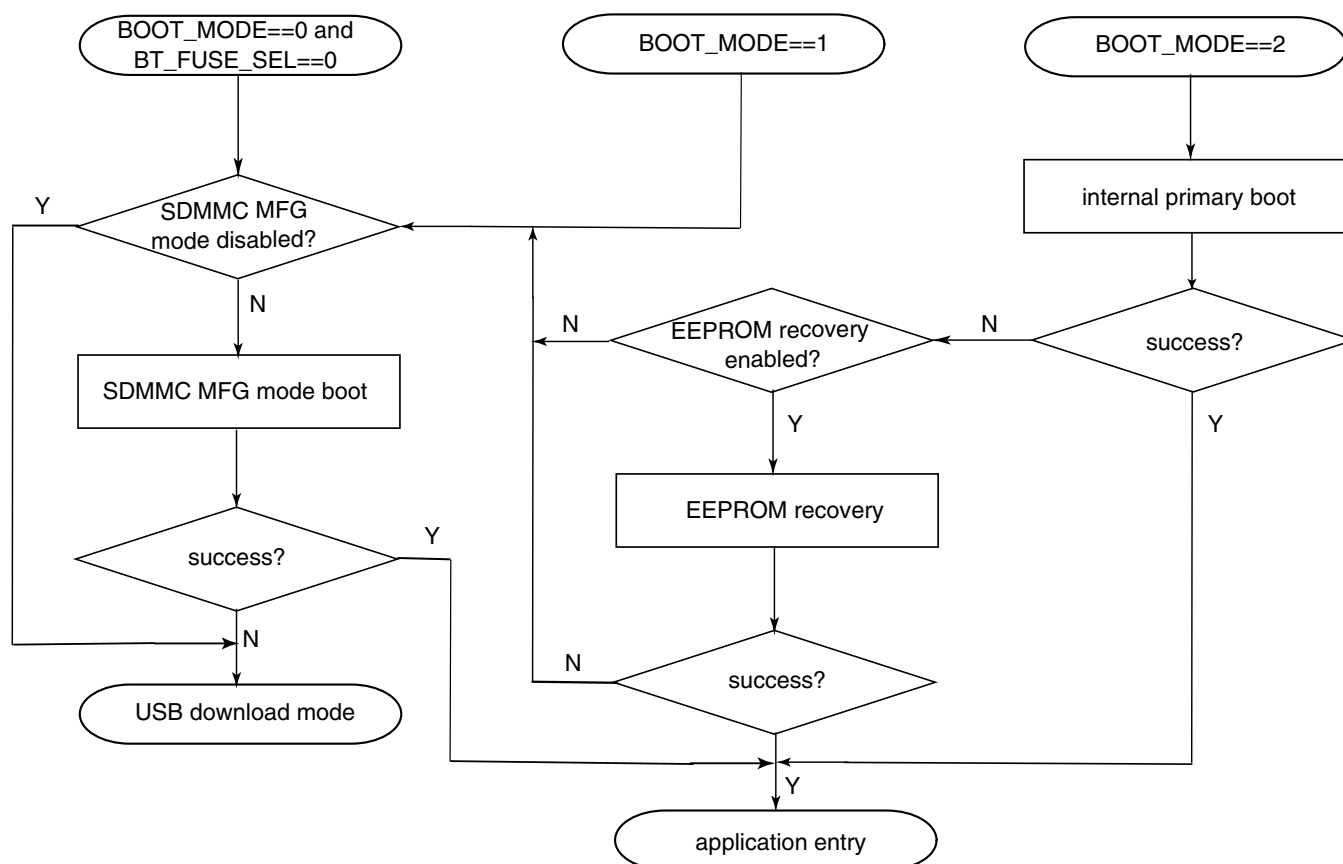 BOOT_MODE==0 and
BT_FUSE_SEL==0
BOOT_MODE==1
BOOT_MODE==2
internal primary boot
Y
SDMMC MFG
mode disabled?
N
EEPROM recovery
enabled?
N
N
success?
SDMMC MFG mode boot
Y
Y
EEPROM recovery
success?
Y
N
N
success?
USB download mode
Y
application entry